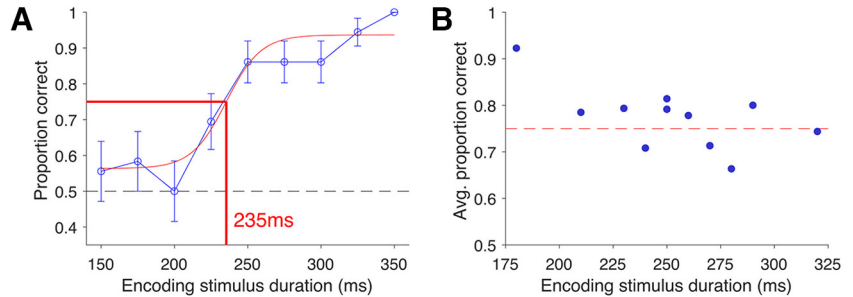 A
Proportion correct
1
0.9
0.8
0.7
0.6
0.5
0.4
235ms
150 200 250 300 350
Encoding stimulus duration (ms)
B
Avg. proportion correct
1
0.9
0.8
0.7
0.6
0.5
175 200 225 250 275 300 325
Encoding stimulus duration (ms)